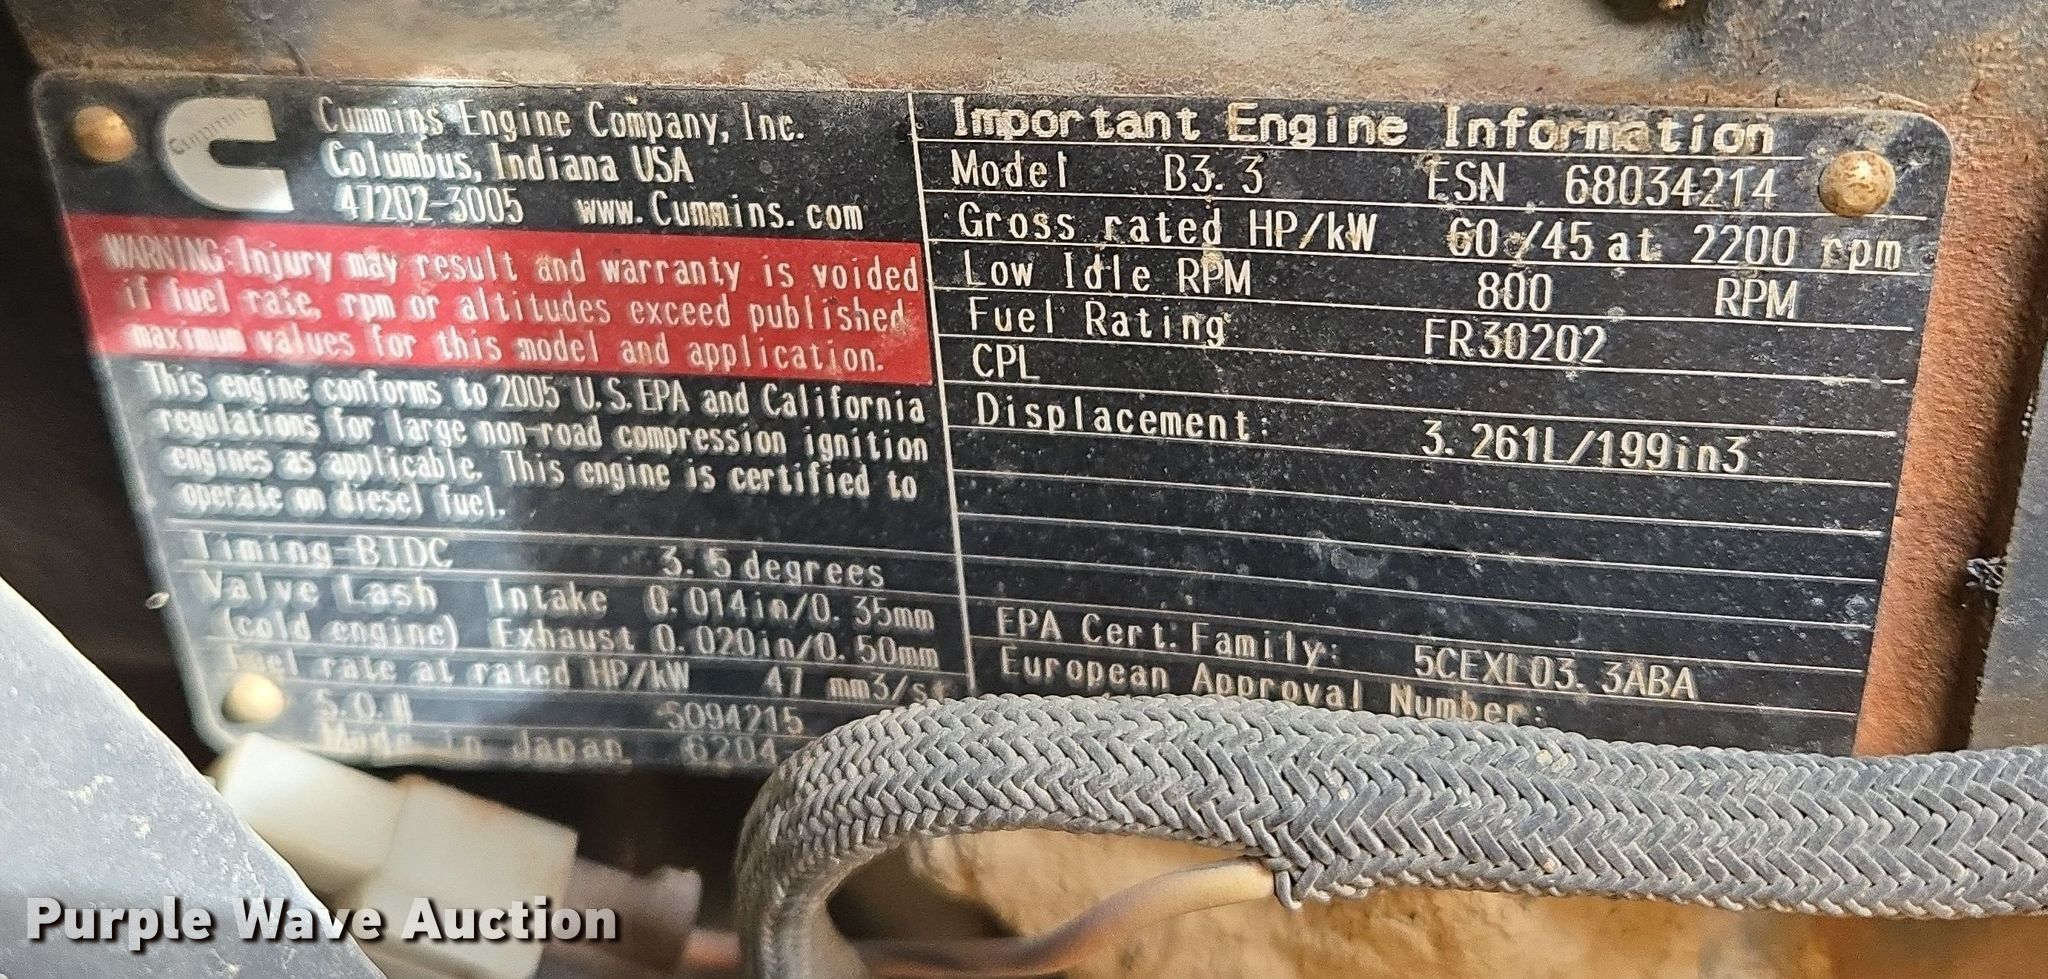 Cummins
Cummins Engine Company, Inc.
Columbus, Indiana USA
47202-3005 www.Cummins.com
WARNING: Injury may result and warranty is voided
if fuel rate, rpm or altitudes exceed published
maximum values for this model and application.
This engine conforms to 2005 U.S.EPA and California
regulations for large non-road compression ignition
engines as applicable. This engine is certified to
operate on diesel fuel.
Timing-BTDC 3.5 degrees
Valve Lash Intake 0.014in/0.35mm
(cold engine) Exhaust 0.020in/0.50mm
Fuel rate at rated HP/kW 47 mm3/st
S.O.# 5094215
Made in Japan 6204
Important Engine Information
Model B3.3 ESN 68034214
Gross rated HP/kW 60 /45 at 2200 rpm
Low Idle RPM 800 RPM
Fuel Rating FR30202
CPL
Displacement: 3.261L/199in3
EPA Cert. Family: 5CEXL03.3ABA
European Approval Number:
Purple Wave Auction